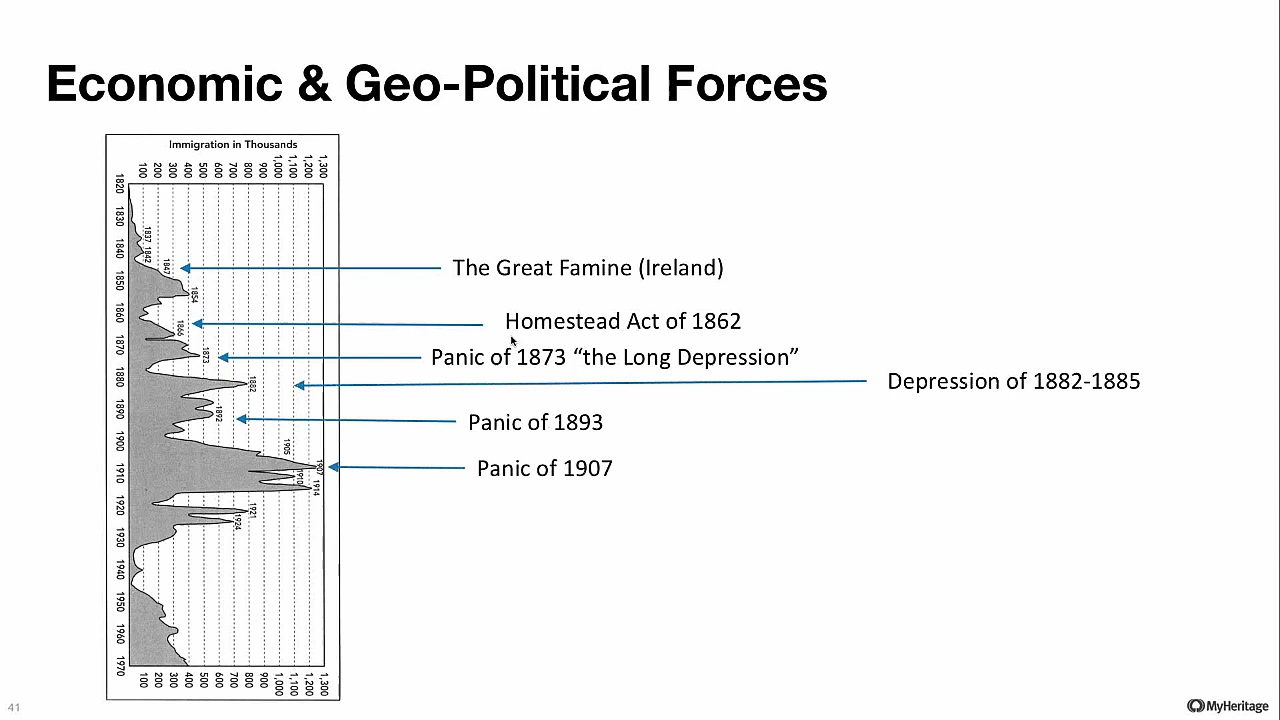 Economic & Geo-Political Forces
Immigration in Thousands
100 200 300 400 500 600 700 800 900 1,000 1,100 1,200 1,300
1820
1830
1837
1840
1842
1847
The Great Famine (Ireland)
1850
1854
1860
Homestead Act of 1862
1866
1870
1873
Panic of 1873 “the Long Depression”
1880
1882
Depression of 1882-1885
1890
1892
Panic of 1893
1900
1905
1907
Panic of 1907
1910
1910
1914
1920
1921
1924
1930
1940
1950
1960
1970
100 200 300 400 500 600 700 800 900 1,000 1,100 1,200 1,300
41
MyHeritage